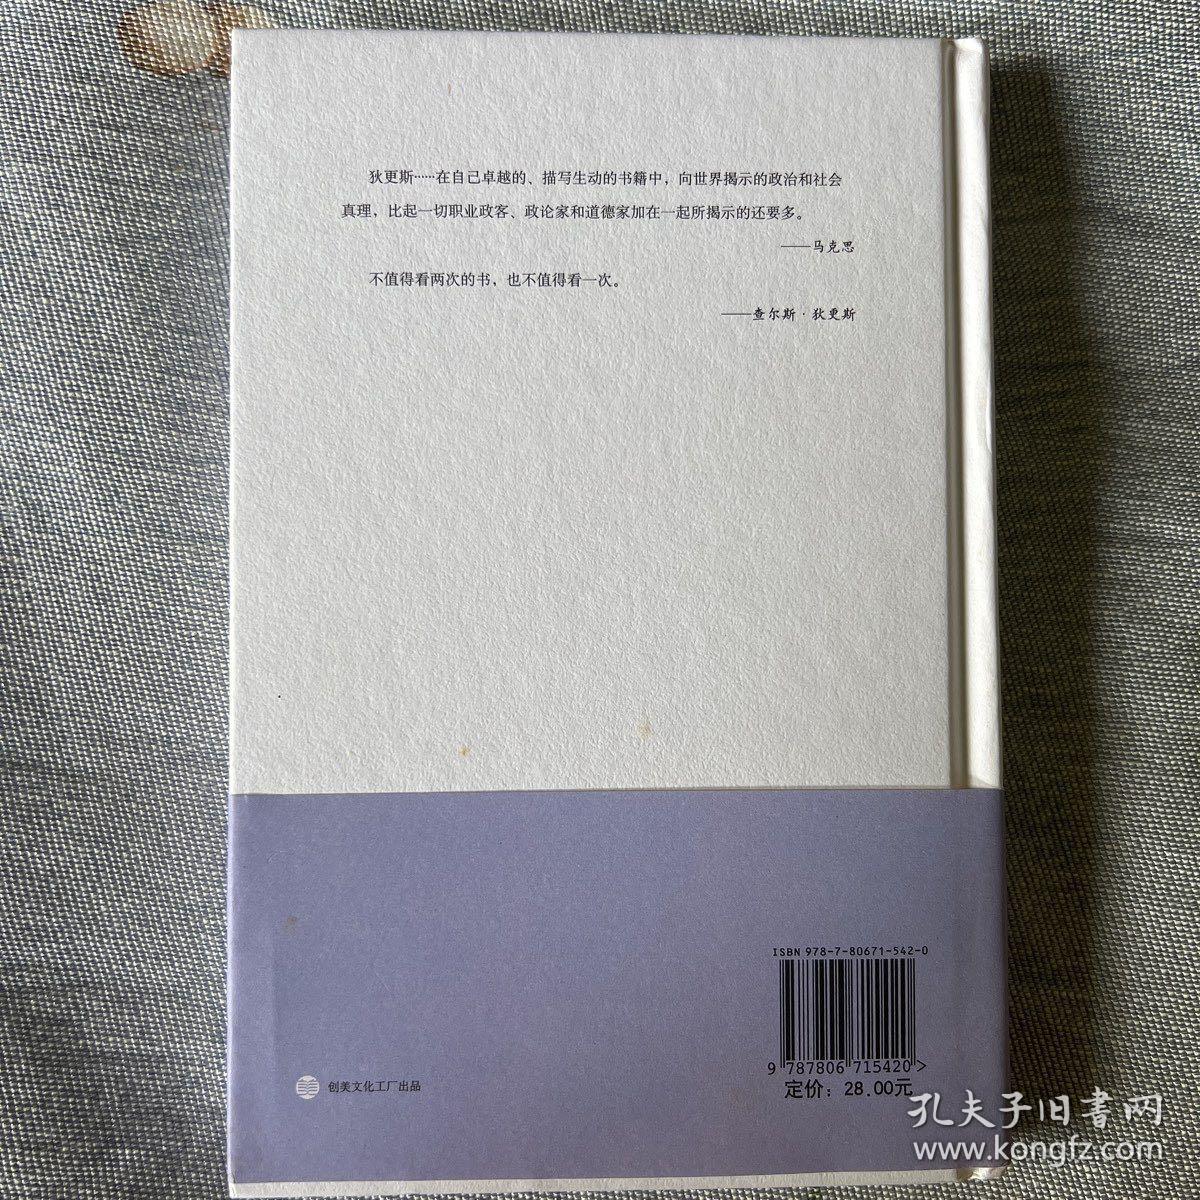 狄更斯……在自己卓越的、描写生动的书籍中，向世界揭示的政治和社会
真理，比起一切职业政客、政论家和道德家加在一起所揭示的还要多。
——马克思
不值得看两次的书，也不值得看一次。
——查尔斯·狄更斯
ISBN 978-7-80671-542-0
9 787806 715420>
定价：28.00元
创美文化工厂出品
孔夫子旧書网
www.kongfz.com